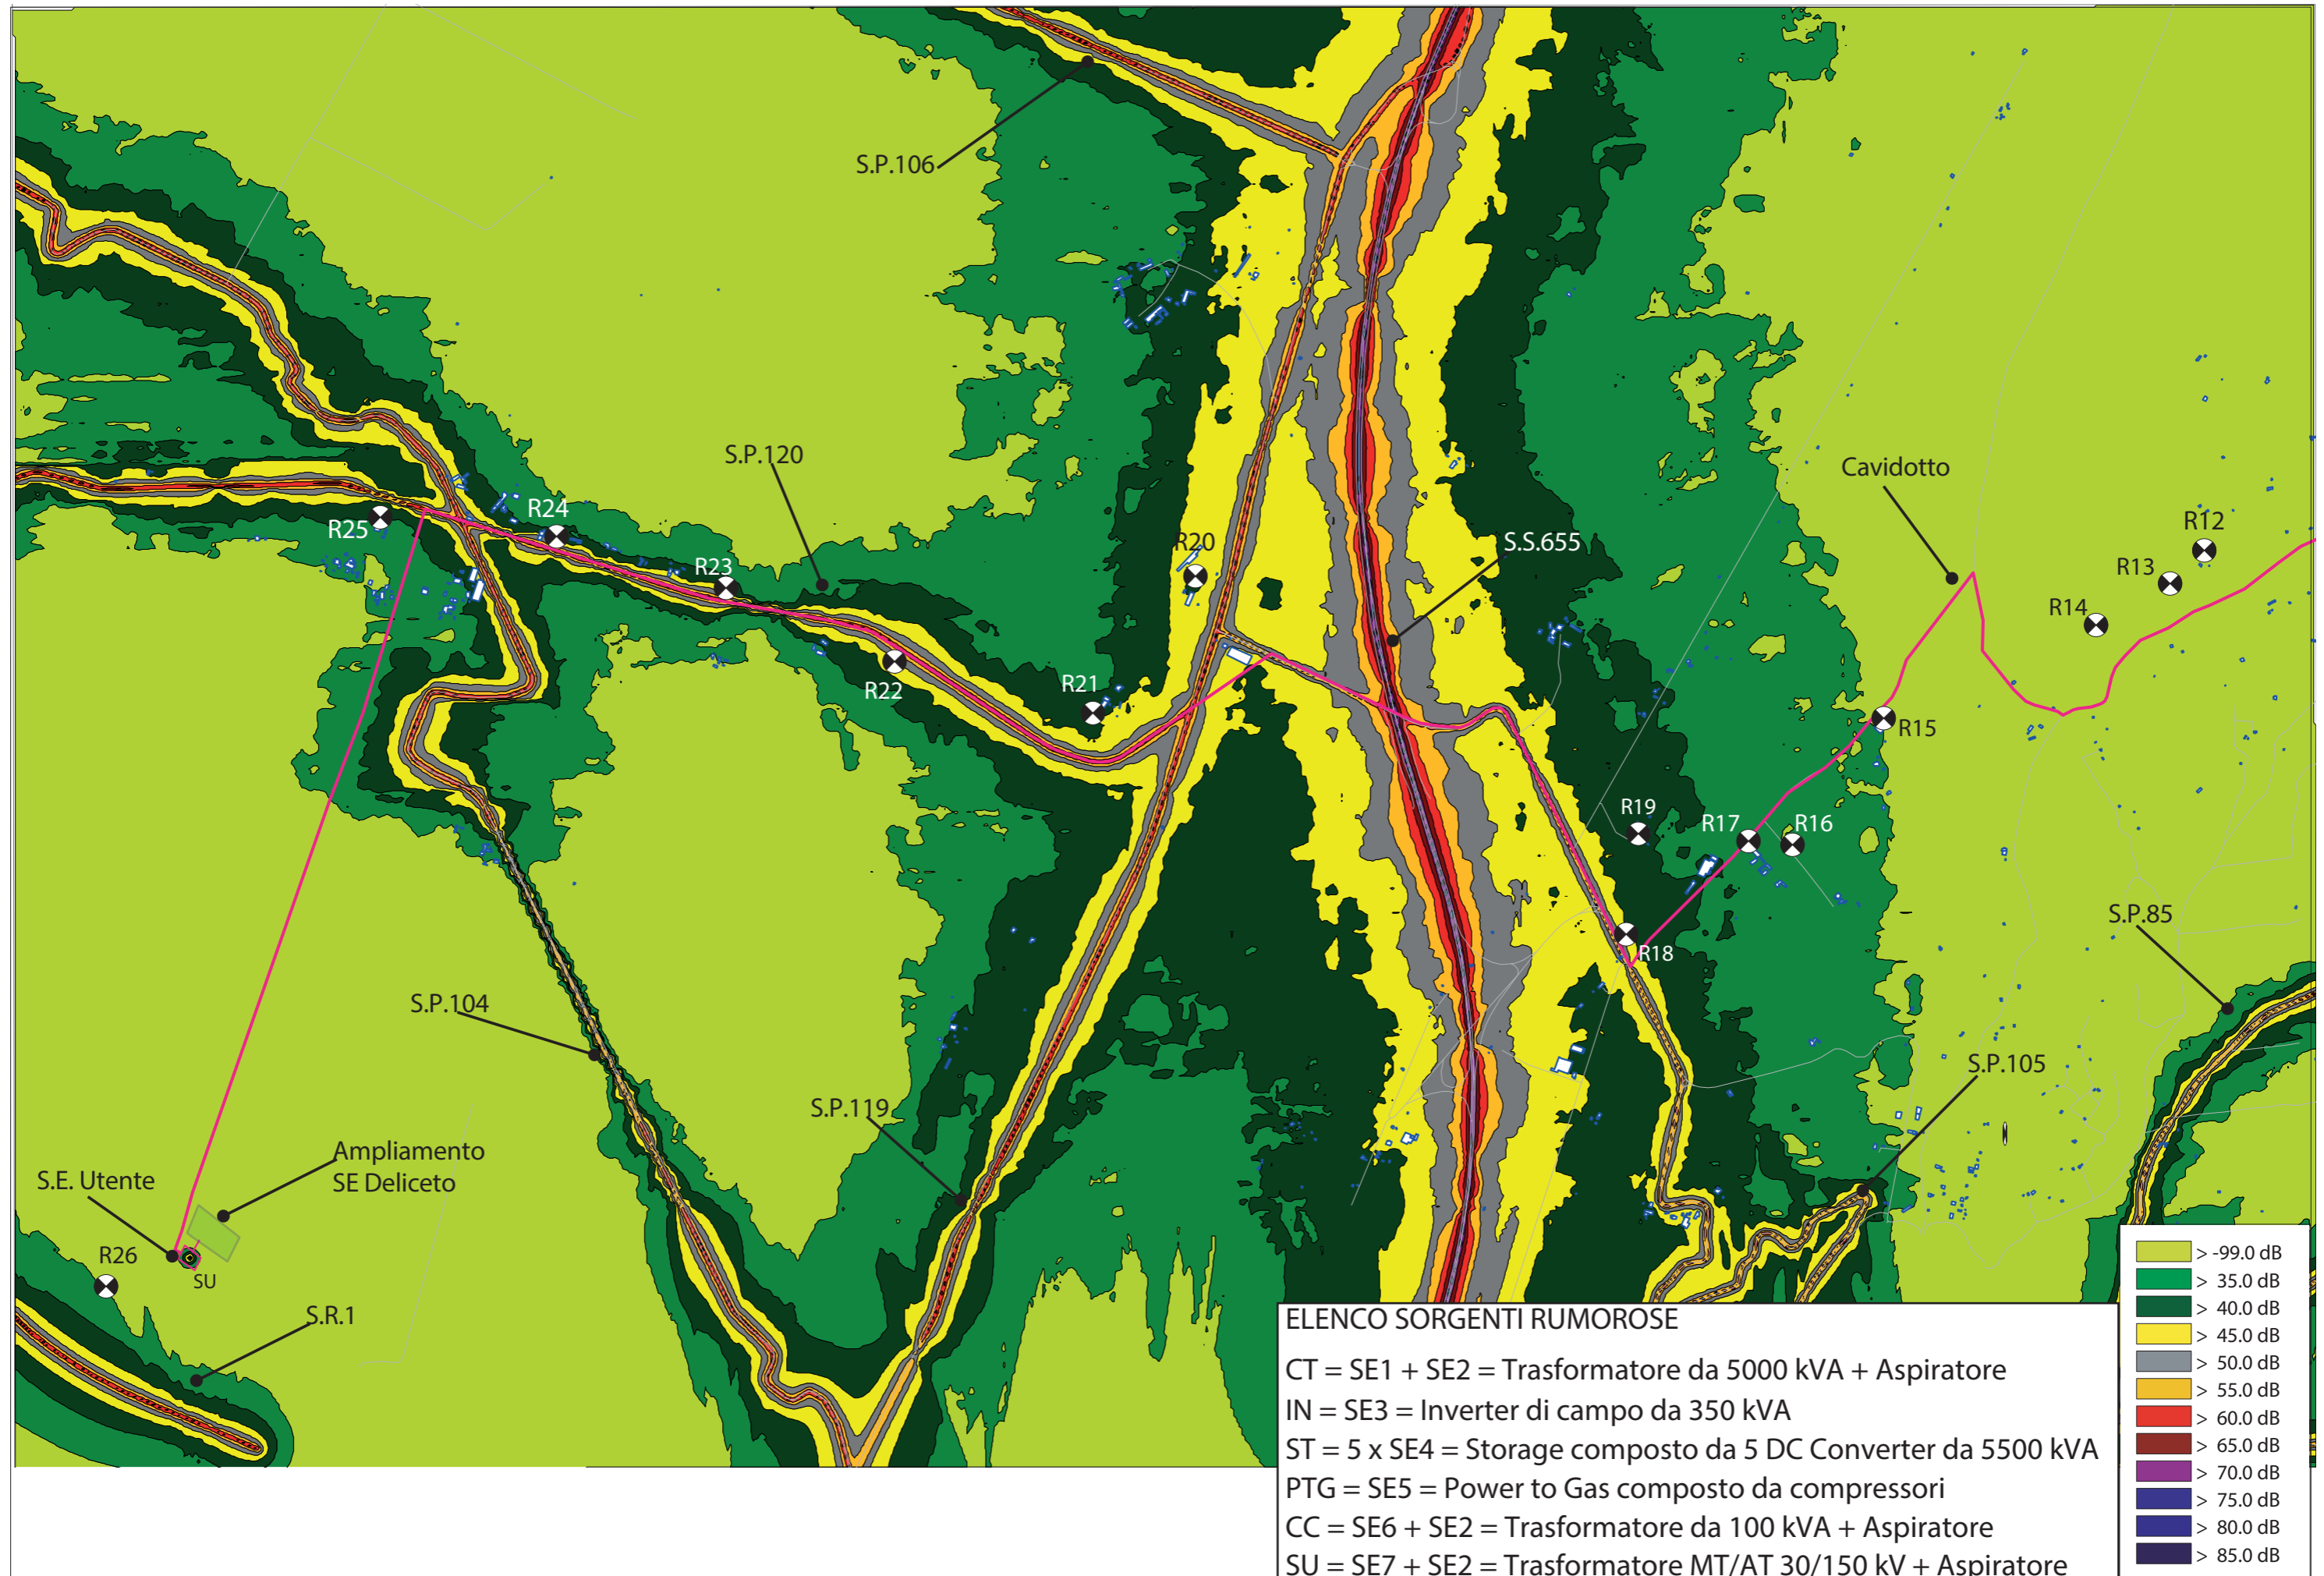 S.P.106
S.P.120
Cavidotto
R24
R25
R20
S.S.655
R12
R23
R13
R14
R22
R21
R15
R19
R17
R16
S.P.85
R18
S.P.104
S.P.105
S.P.119
Ampliamento
SE Deliceto
S.E. Utente
R26
SU
S.R.1
> -99.0 dB
> 35.0 dB
> 40.0 dB
> 45.0 dB
> 50.0 dB
> 55.0 dB
> 60.0 dB
> 65.0 dB
> 70.0 dB
> 75.0 dB
> 80.0 dB
> 85.0 dB
ELENCO SORGENTI RUMOROSE
CT = SE1 + SE2 = Trasformatore da 5000 kVA + Aspiratore
IN = SE3 = Inverter di campo da 350 kVA
ST = 5 x SE4 = Storage composto da 5 DC Converter da 5500 kVA
PTG = SE5 = Power to Gas composto da compressori
CC = SE6 + SE2 = Trasformatore da 100 kVA + Aspiratore
SU = SE7 + SE2 = Trasformatore MT/AT 30/150 kV + Aspiratore